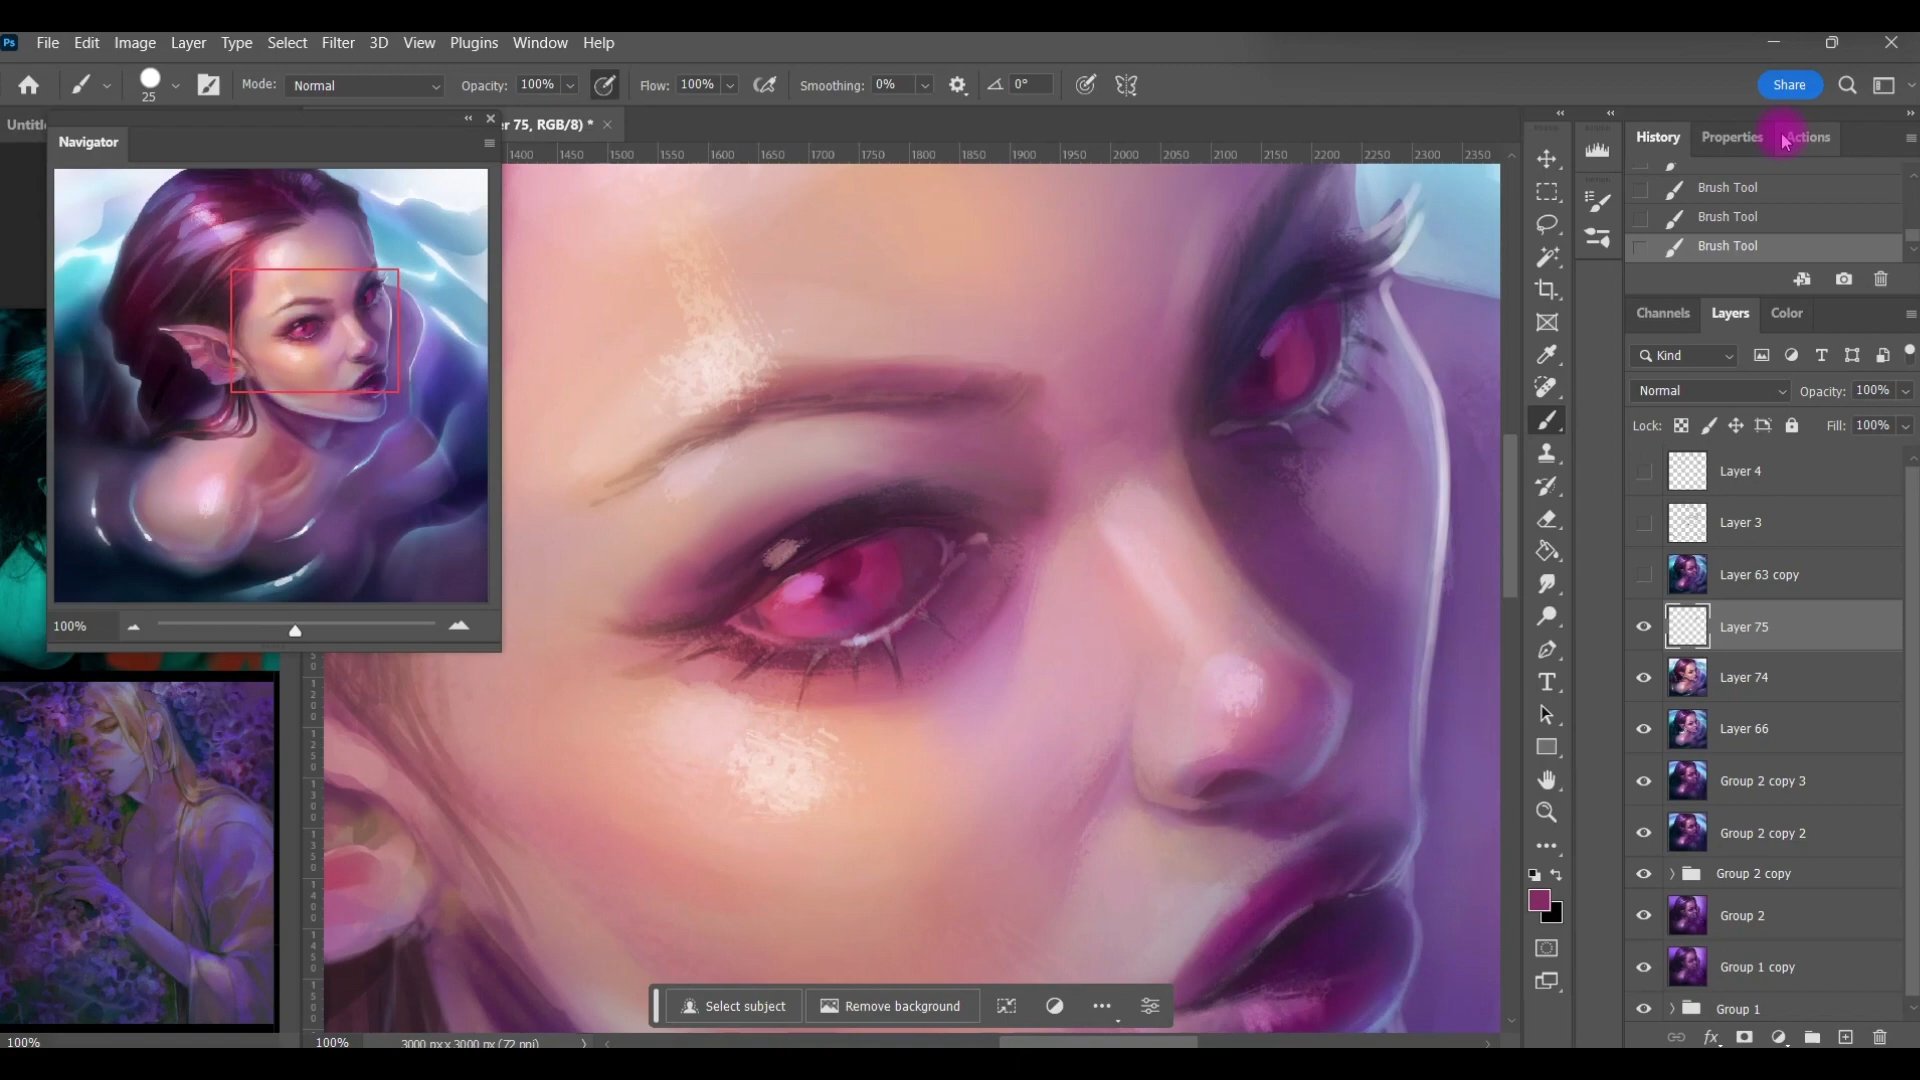 Ps File Edit Image Layer Type Select Filter 3D View Plugins Window Help
25 Mode: Normal Opacity: 100% Flow: 100% Smoothing: 0% 0° Share
Untitl
r 75, RGB/8) *
Navigator
1400 1450 1500 1550 1600 1650 1700 1750 1800 1850 1900 1950 2000 2050 2100 2150 2200 2250 2300 2350
100%
History Properties Actions
Brush Tool
Brush Tool
Brush Tool
Channels Layers Color
Kind
Normal Opacity: 100%
Lock: Fill: 100%
Layer 4
Layer 3
Layer 63 copy
Layer 75
Layer 74
Layer 66
Group 2 copy 3
Group 2 copy 2
Group 2 copy
Group 2
Group 1 copy
Group 1
Select subject Remove background
100%
100% 3000 px x 3000 px (72 ppi)